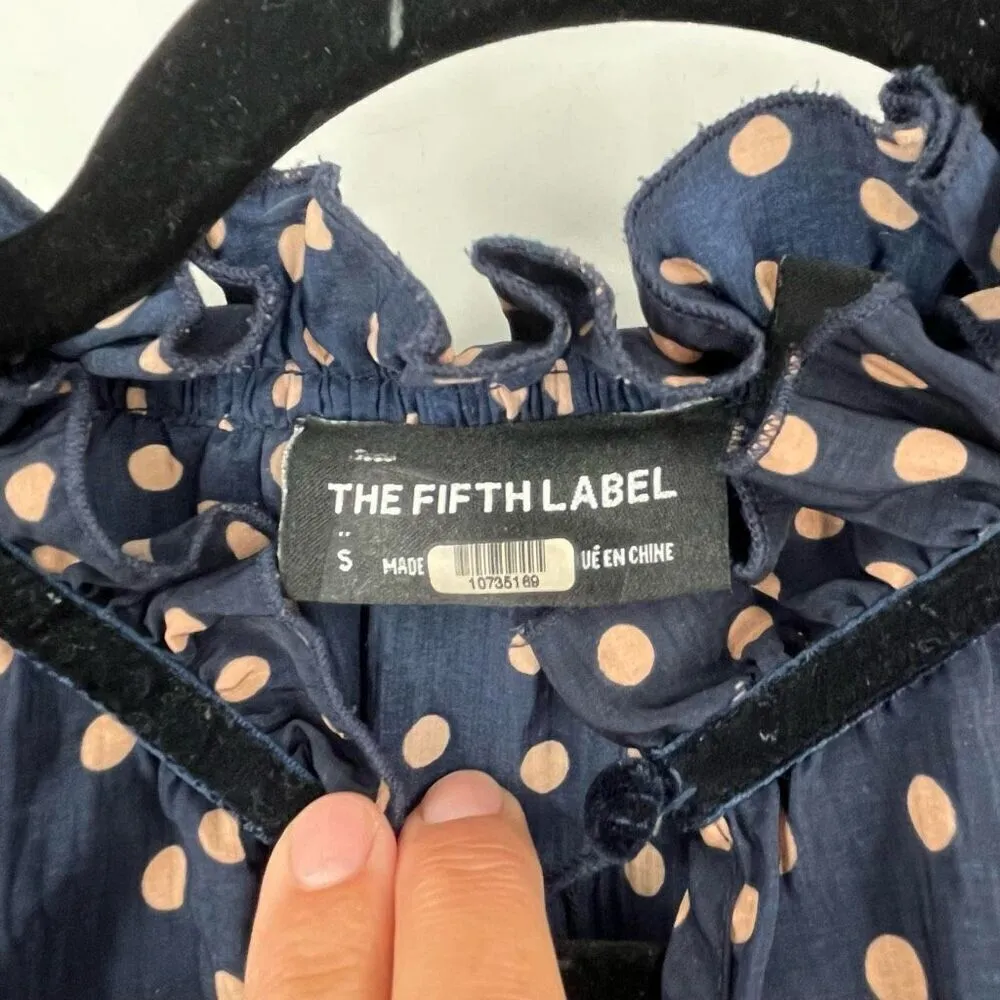 THE FIFTH LABEL
S MADE UÉ EN CHINE
10735169